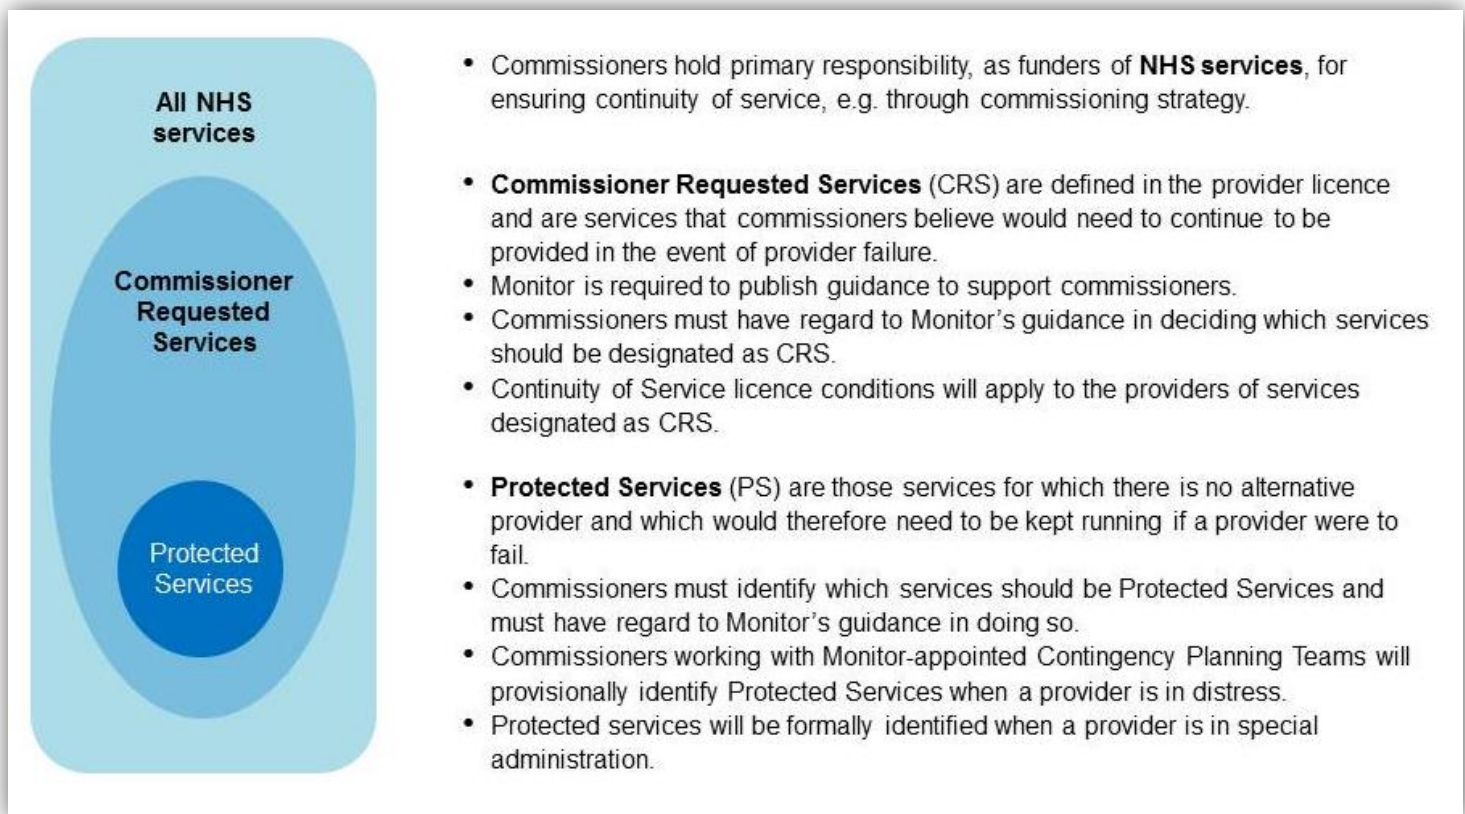 All NHS
services
Commissioner
Requested
Services
Protected
Services
• Commissioners hold primary responsibility, as funders of NHS services, for
ensuring continuity of service, e.g. through commissioning strategy.
• Commissioner Requested Services (CRS) are defined in the provider licence
and are services that commissioners believe would need to continue to be
provided in the event of provider failure.
• Monitor is required to publish guidance to support commissioners.
• Commissioners must have regard to Monitor’s guidance in deciding which services
should be designated as CRS.
• Continuity of Service licence conditions will apply to the providers of services
designated as CRS.
• Protected Services (PS) are those services for which there is no alternative
provider and which would therefore need to be kept running if a provider were to
fail.
• Commissioners must identify which services should be Protected Services and
must have regard to Monitor’s guidance in doing so.
• Commissioners working with Monitor-appointed Contingency Planning Teams will
provisionally identify Protected Services when a provider is in distress.
• Protected services will be formally identified when a provider is in special
administration.